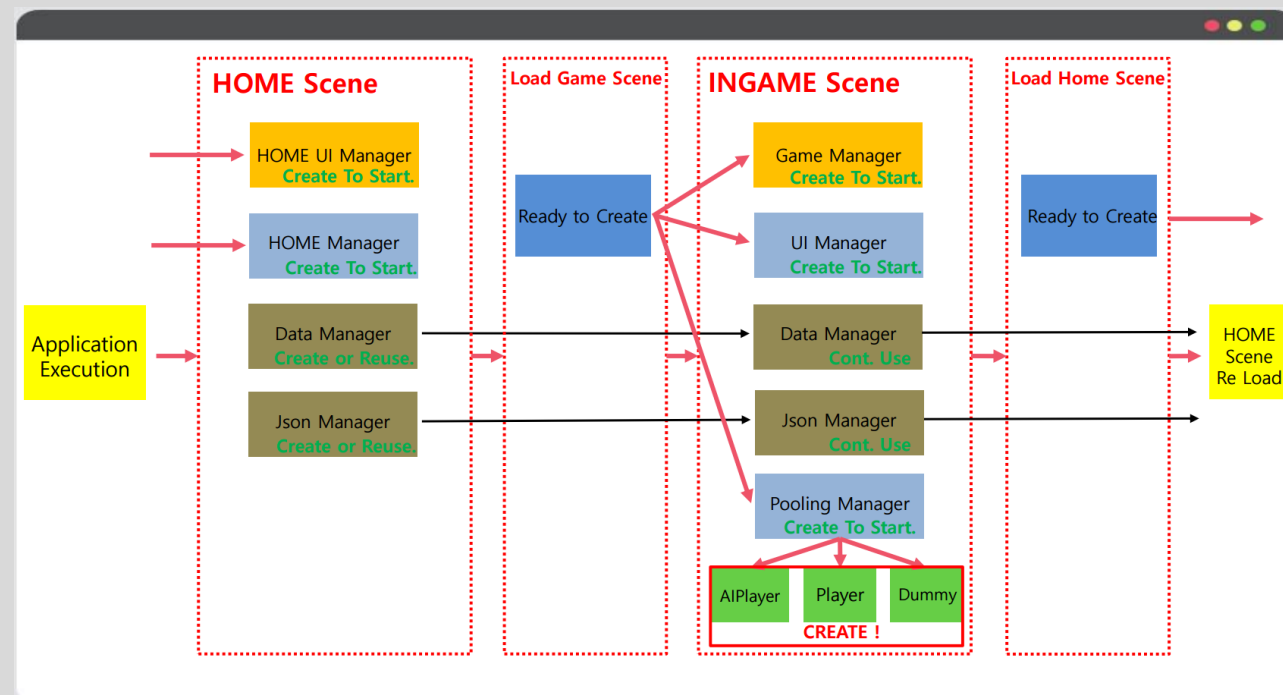 Application
Execution
HOME Scene
HOME UI Manager
Create To Start.
HOME Manager
Create To Start.
Data Manager
Create or Reuse.
Json Manager
Create or Reuse.
Load Game Scene
Ready to Create
INGAME Scene
Game Manager
Create To Start.
UI Manager
Create To Start.
Data Manager
Cont. Use
Json Manager
Cont. Use
Pooling Manager
Create To Start.
AIPlayer
Player
Dummy
CREATE !
Load Home Scene
Ready to Create
HOME
Scene
Re Load